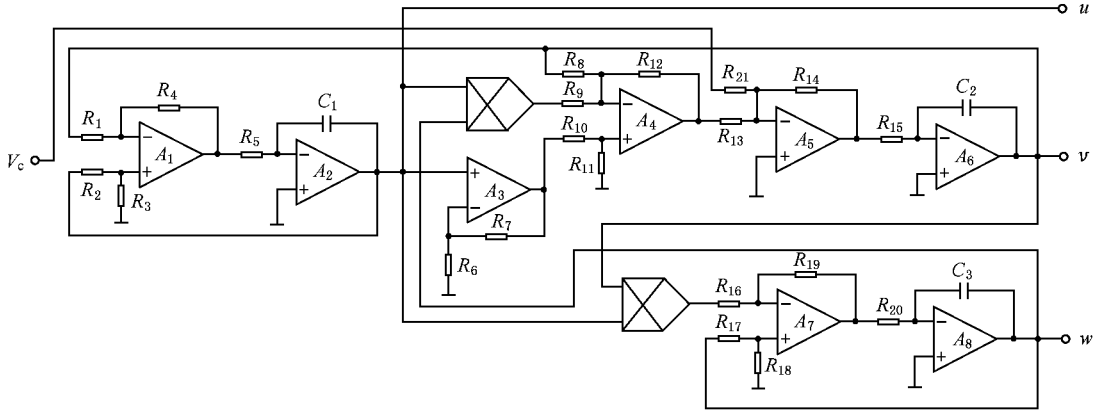 u
R₈ R₁₂
R₄ R₂₁ R₁₄
C₁ R₉ C₂
R₁ − R₅ − − R₁₀ A₄ R₁₃ − A₅ R₁₅ −
V_c A₁ A₂ + R₁₁ + + A₆ v
R₂ + R₃ + A₃ +
− R₇
R₆
R₁₉ C₃
R₁₆ − R₂₀ −
R₁₇ A₇ A₈ w
+ R₁₈ +